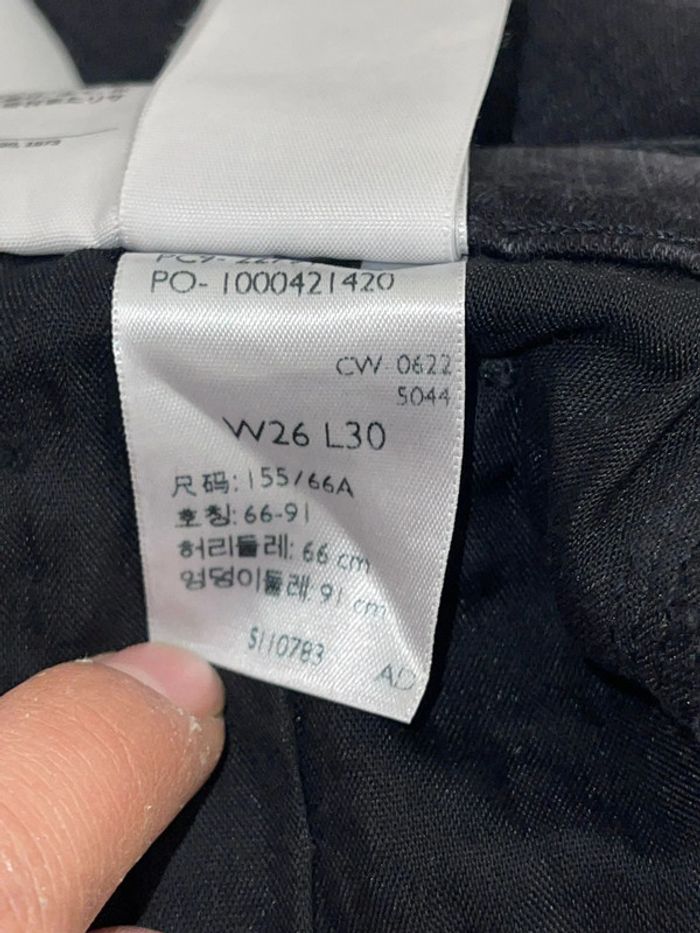 PO- 1000421420
CW 0622
5044
W26 L30
尺码: 155/66A
호칭: 66-91
허리둘레: 66 cm
엉덩이둘레: 91 cm
5110783
AD